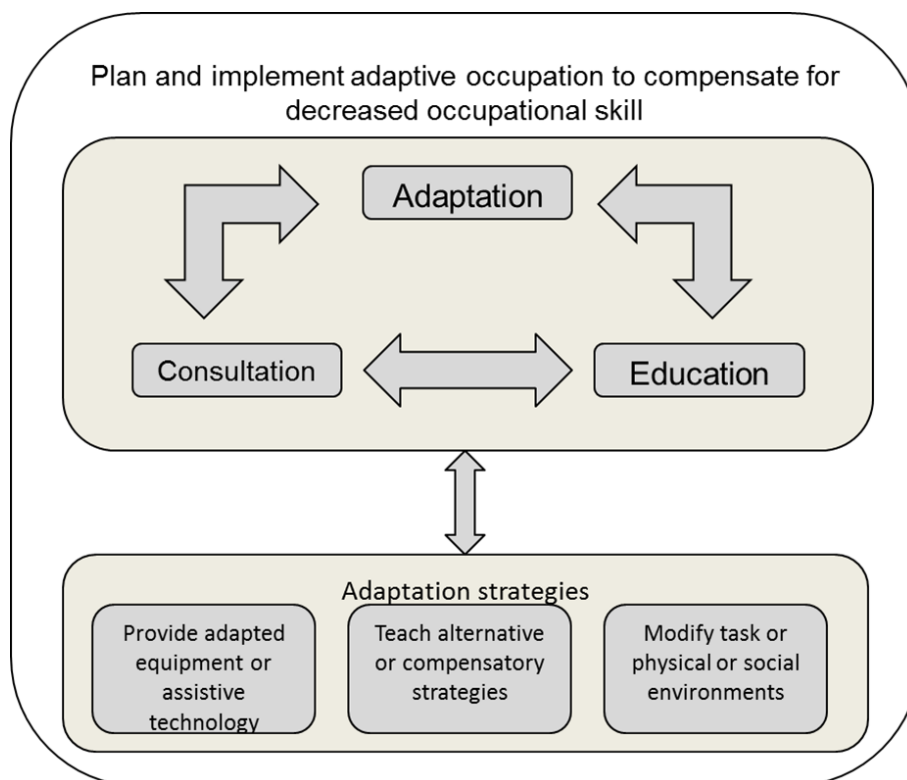 Plan and implement adaptive occupation to compensate for
decreased occupational skill
Adaptation
Consultation
Education
Adaptation strategies
Provide adapted
equipment or
assistive
technology
Teach alternative
or compensatory
strategies
Modify task or
physical or social
environments